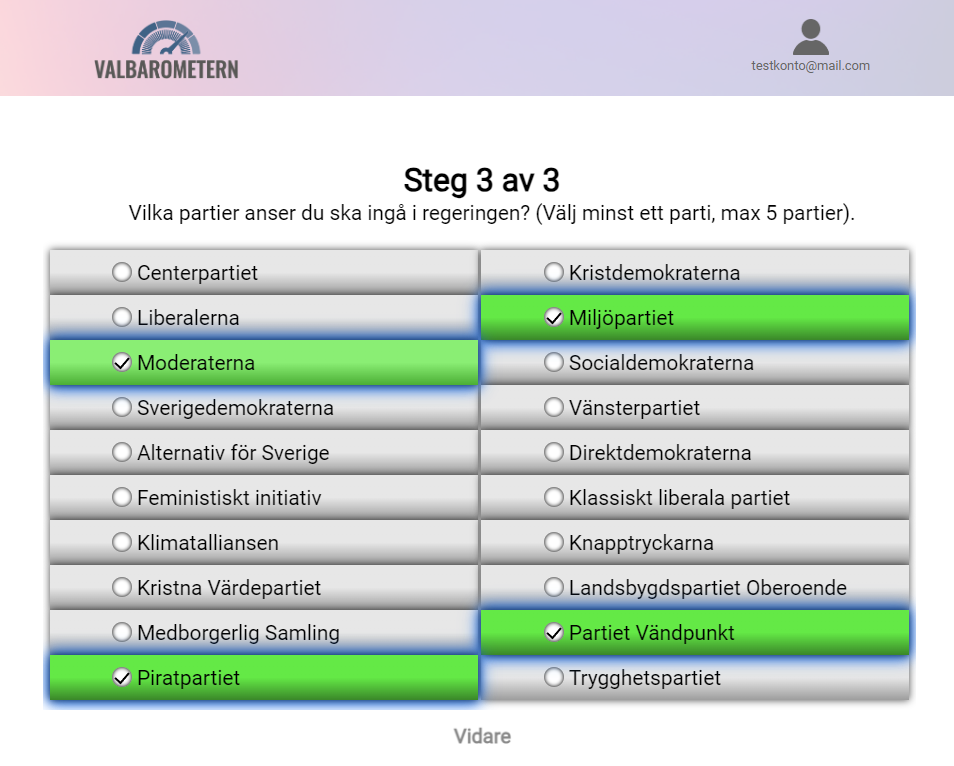 VALBAROMETERN
testkonto@mail.com
Steg 3 av 3
Vilka partier anser du ska ingå i regeringen? (Välj minst ett parti, max 5 partier).
Centerpartiet
Kristdemokraterna
Liberalerna
Miljöpartiet
Moderaterna
Socialdemokraterna
Sverigedemokraterna
Vänsterpartiet
Alternativ för Sverige
Direktdemokraterna
Feministiskt initiativ
Klassiskt liberala partiet
Klimatalliansen
Knapptryckarna
Kristna Värdepartiet
Landsbygdspartiet Oberoende
Medborgerlig Samling
Partiet Vändpunkt
Piratpartiet
Trygghetspartiet
Vidare